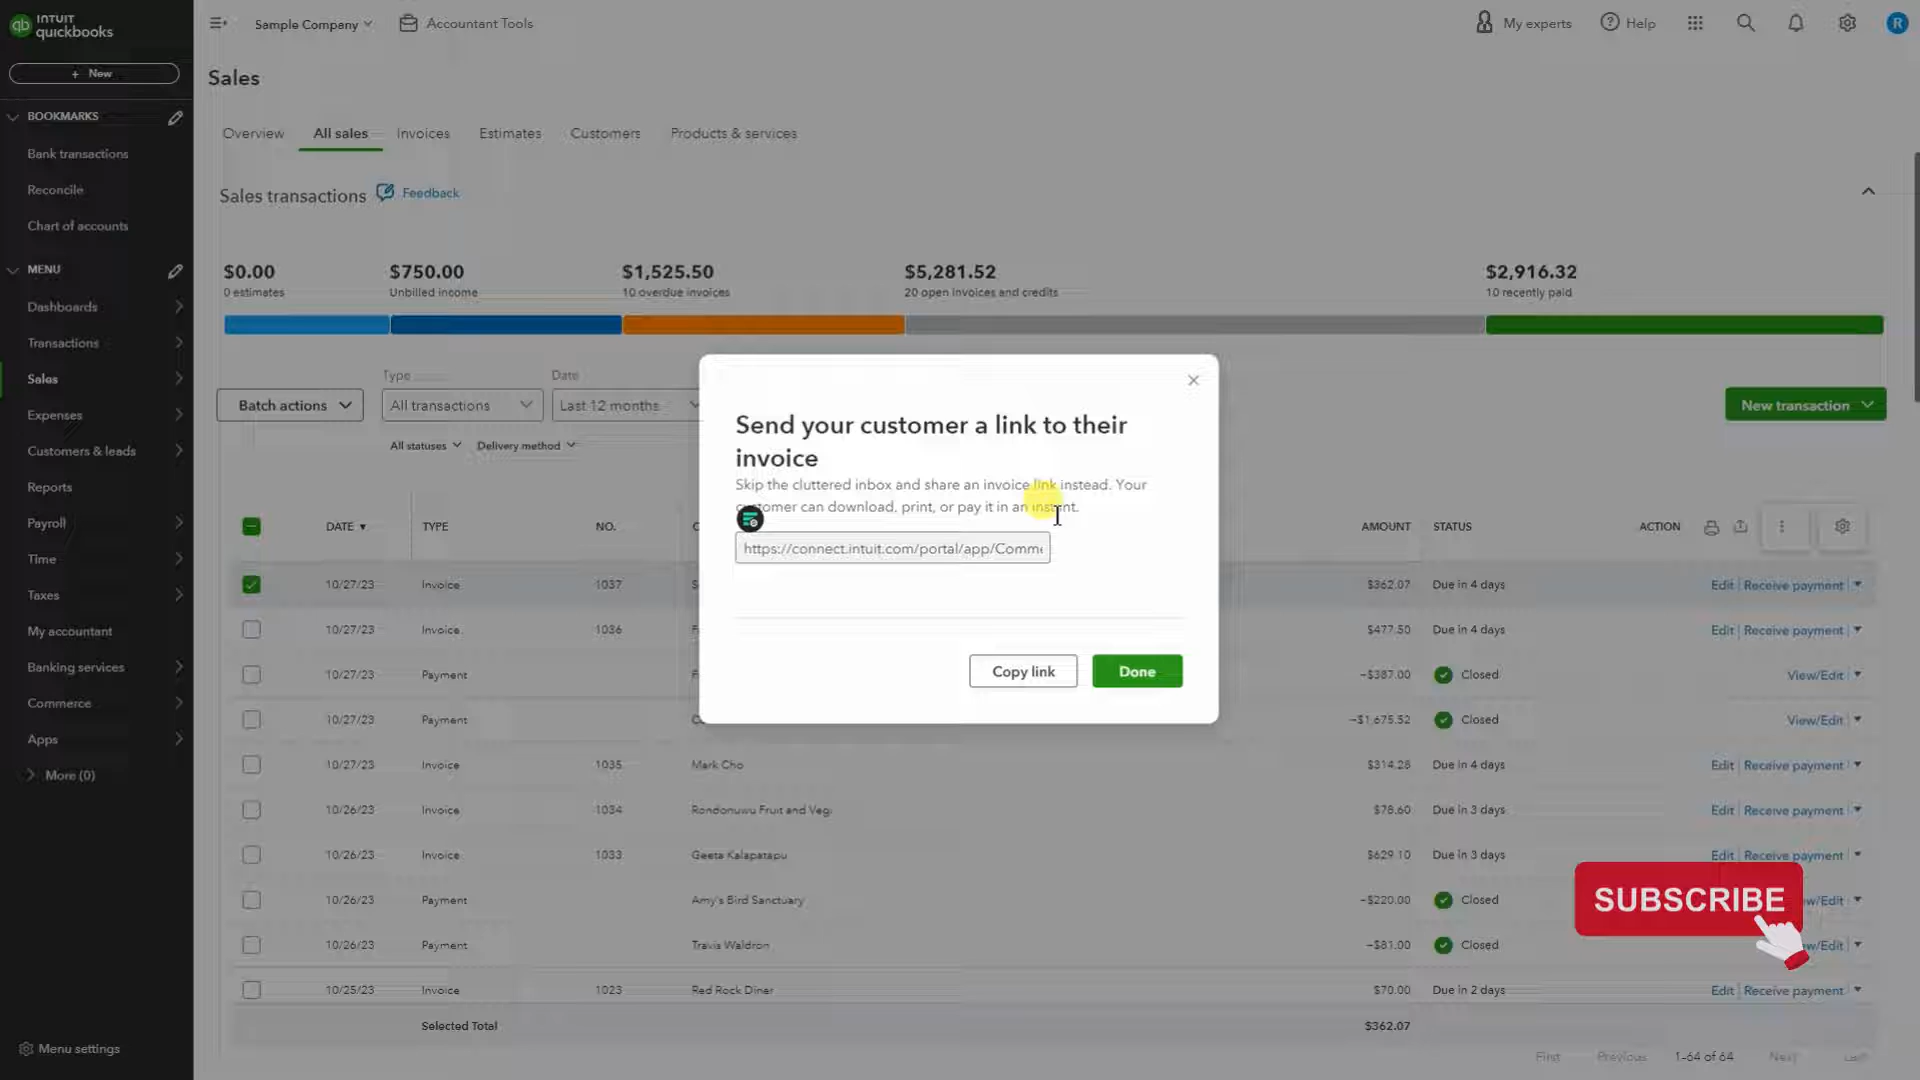 INTUIT
quickbooks
Sample Company
Accountant Tools
My experts
Help
R
+ New
Sales
BOOKMARKS
Bank transactions
Reconcile
Chart of accounts
MENU
Dashboards
Transactions
Sales
Expenses
Customers & leads
Reports
Payroll
Time
Taxes
My accountant
Banking services
Commerce
Apps
More (0)
Menu settings
Overview All sales Invoices Estimates Customers Products & services
Sales transactions Feedback
$0.00 $750.00 $1,525.50 $5,281.52 $2,916.32
0 estimates Unbilled income 10 overdue invoices 20 open invoices and credits 10 recently paid
Type Date
Batch actions All transactions Last 12 months New transaction
All statuses Delivery method
Send your customer a link to their
invoice
Skip the cluttered inbox and share an invoice link instead. Your
customer can download, print, or pay it in an instant.
https://connect.intuit.com/portal/app/Comme
Copy link Done
DATE TYPE NO. AMOUNT STATUS ACTION
10/27/23 Invoice 1037 $362.07 Due in 4 days Edit Receive payment
10/27/23 Invoice 1036 $477.50 Due in 4 days Edit Receive payment
10/27/23 Payment -$387.00 Closed View/Edit
10/27/23 Payment -$1,675.52 Closed View/Edit
10/27/23 Invoice 1035 Mark Cho $314.28 Due in 4 days Edit Receive payment
10/26/23 Invoice 1034 Rondonuwu Fruit and Vegi $78.60 Due in 3 days Edit Receive payment
10/26/23 Invoice 1033 Geeta Kalapatapu $629.10 Due in 3 days Edit Receive payment
10/26/23 Payment Amy's Bird Sanctuary -$220.00 Closed w/Edit
10/26/23 Payment Travis Waldron -$81.00 Closed w/Edit
10/25/23 Invoice 1023 Red Rock Diner $70.00 Due in 2 days Edit Receive payment
Selected Total $362.07
First Previous 1-64 of 64 Next Last
SUBSCRIBE